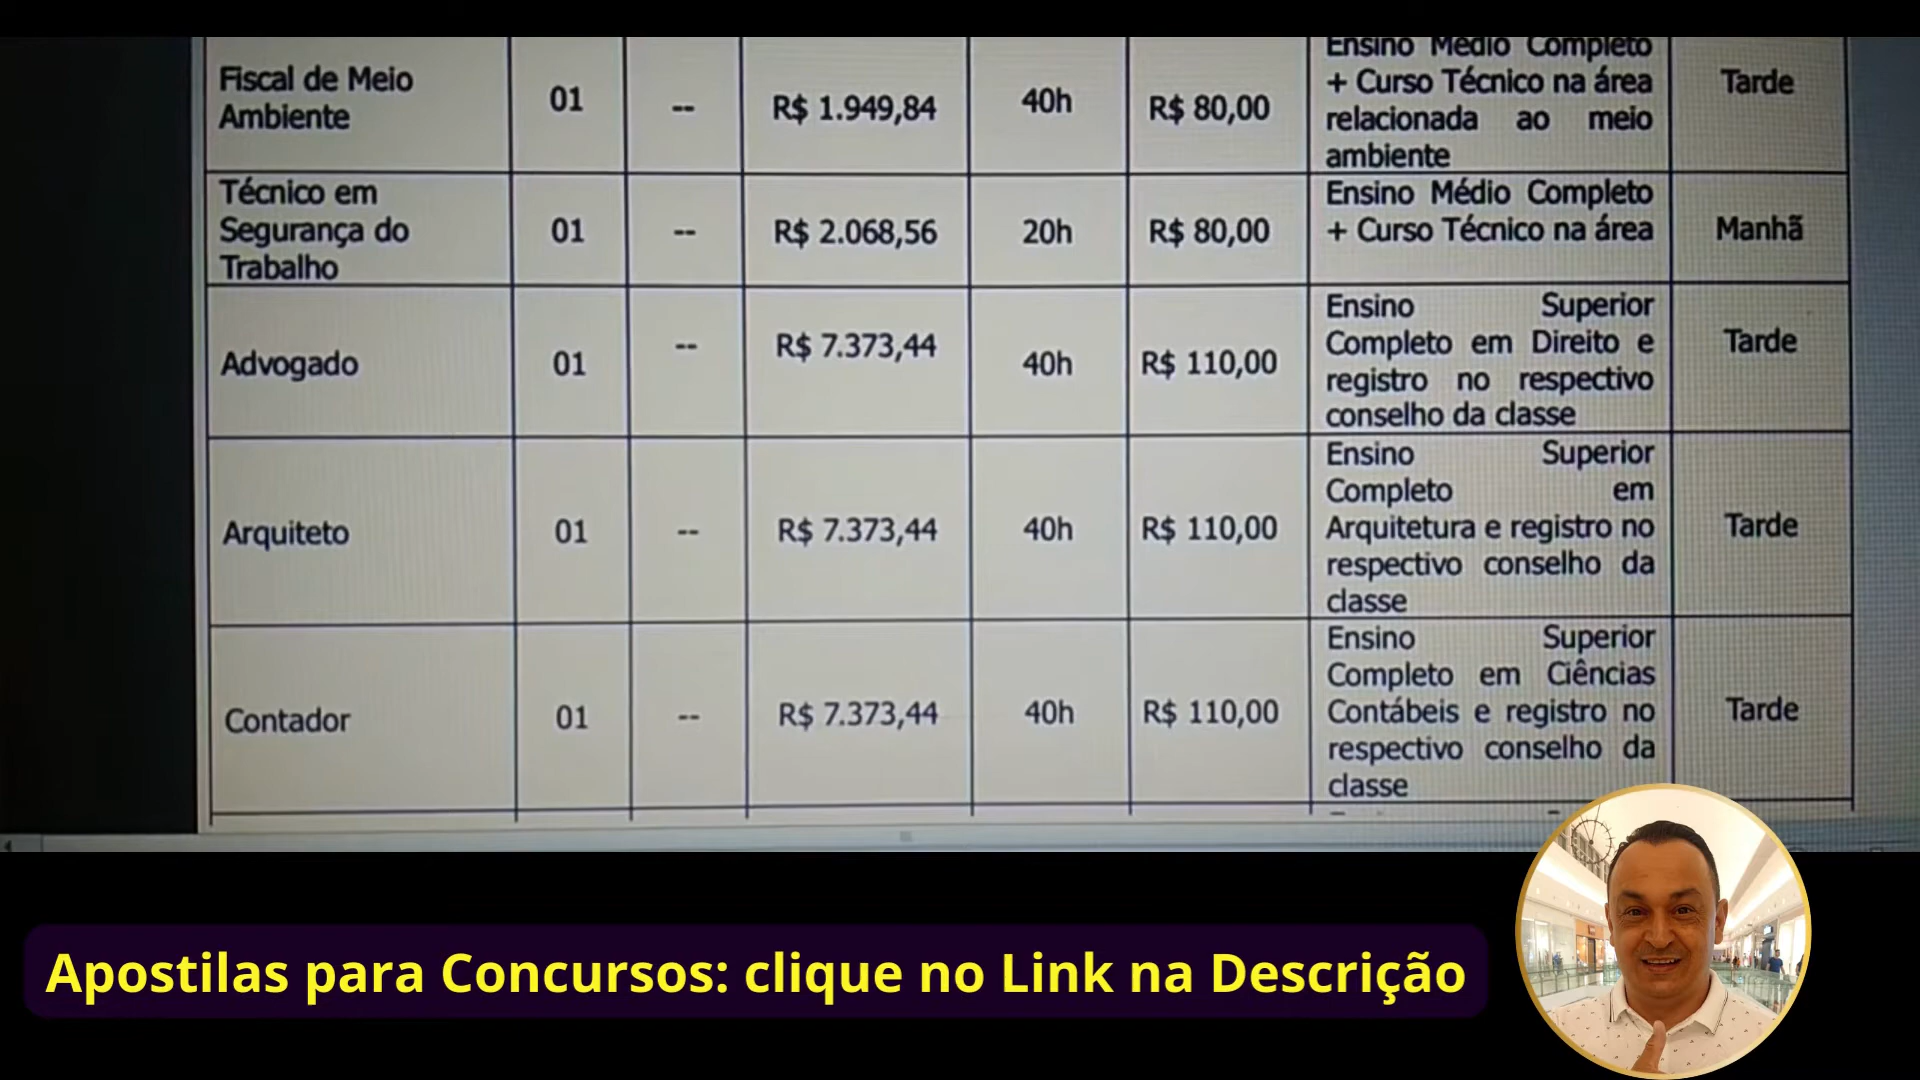 Ensino Médio Completo
Fiscal de Meio
Ambiente
01
--
R$ 1.949,84
40h
R$ 80,00
+ Curso Técnico na área
relacionada ao meio
ambiente
Tarde
Técnico em
Segurança do
Trabalho
01
--
R$ 2.068,56
20h
R$ 80,00
Ensino Médio Completo
+ Curso Técnico na área
Manhã
Advogado
01
--
R$ 7.373,44
40h
R$ 110,00
Ensino Superior
Completo em Direito e
registro no respectivo
conselho da classe
Tarde
Arquiteto
01
--
R$ 7.373,44
40h
R$ 110,00
Ensino Superior
Completo em
Arquitetura e registro no
respectivo conselho da
classe
Tarde
Contador
01
--
R$ 7.373,44
40h
R$ 110,00
Ensino Superior
Completo em Ciências
Contábeis e registro no
respectivo conselho da
classe
Tarde
Apostilas para Concursos: clique no Link na Descrição